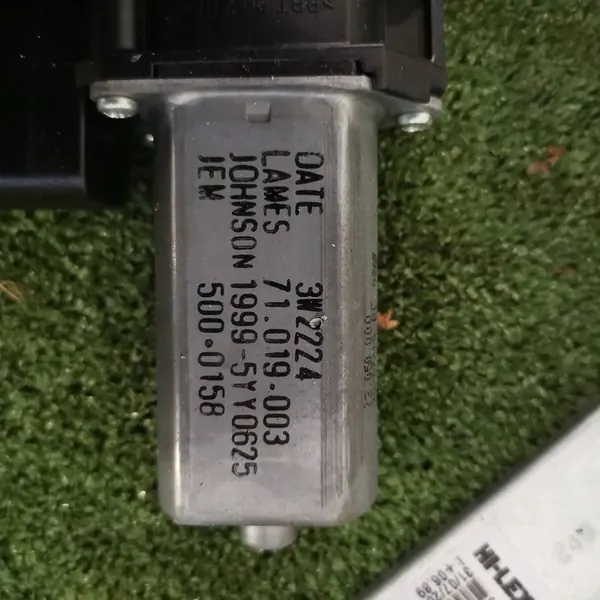 DATE 3W2224
LAMES 71.019.003
JOHNSON 1999-5YY0625
JEM 500.0158
HI-LEX